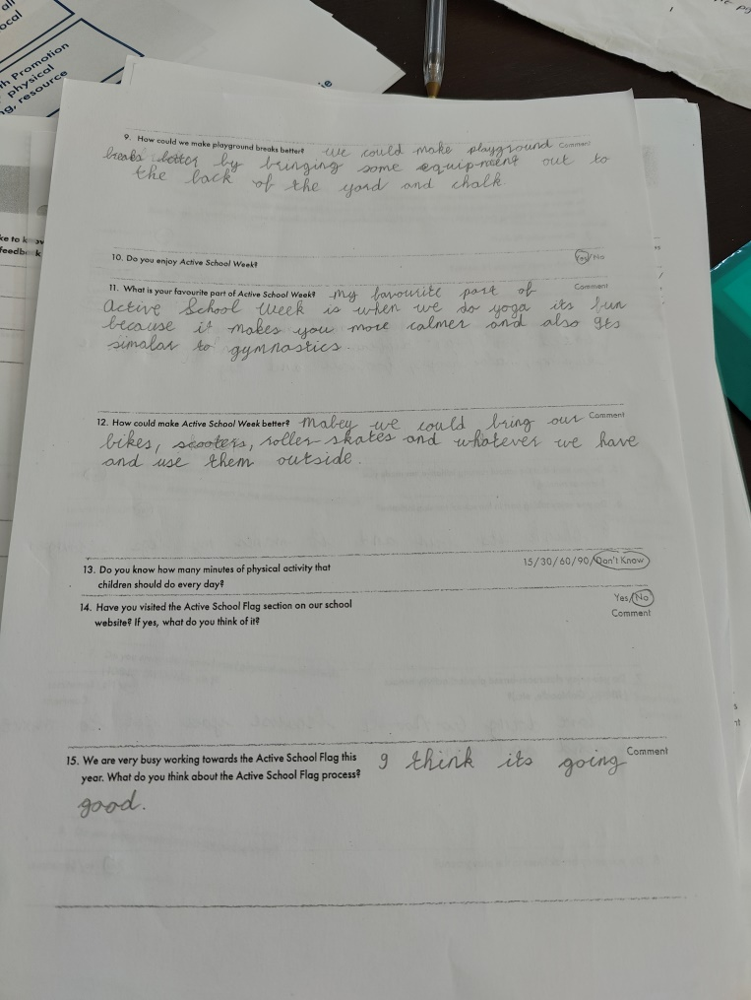 all
ocal
h Promotion
physical
g, resource
ie
ke to k ow
feedb k
9. How could we make playground breaks better? we could make playground Comment
breaks better by bringing some equipment out to
the back of the yard and chalk.
10. Do you enjoy Active School Week? Yes/No
11. What is your favourite part of Active School Week? my favourite part of Comment
Active School Week is when we do yoga its fun
because it makes you more calmer and also its
simalar to gymnastics.
12. How could make Active School Week better? mabey we could bring our Comment
bikes, scooters, roller skates and whatever we have
and use them outside.
13. Do you know how many minutes of physical activity that 15/30/60/90/Don't Know
children should do every day?
14. Have you visited the Active School Flag section on our school Yes/No
website? If yes, what do you think of it? Comment
15. We are very busy working towards the Active School Flag this I think its going Comment
year. What do you think about the Active School Flag process?
good.